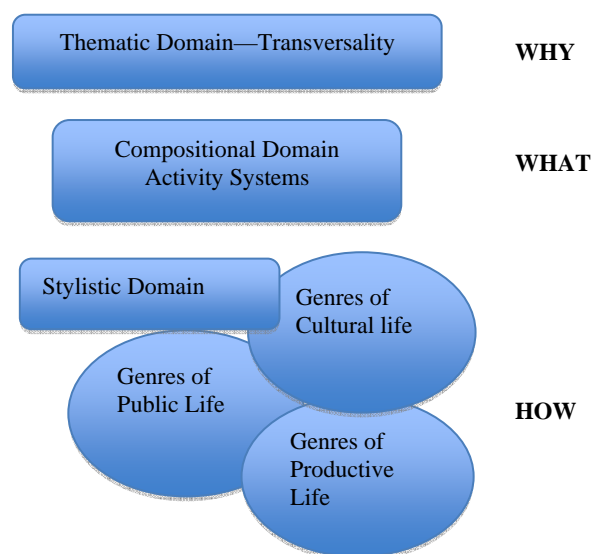 Thematic Domain—Transversality
WHY
Compositional Domain
Activity Systems
WHAT
Stylistic Domain
Genres of
Cultural life
Genres of
Public Life
HOW
Genres of
Productive
Life